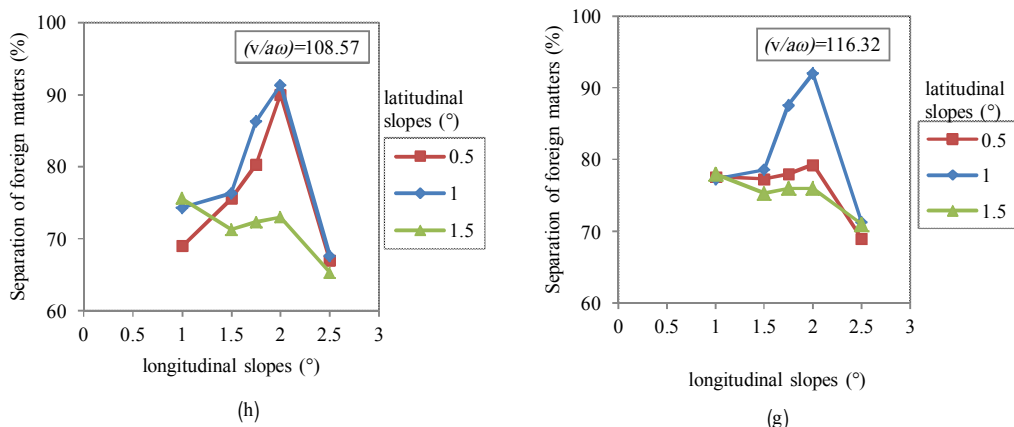 100
90
80
70
60
Separation of foreign matters (%)
(v/aω)=108.57
latitudinal
slopes (°)
0.5
1
1.5
0 0.5 1 1.5 2 2.5 3
longitudinal slopes (°)
(h)
100
90
80
70
60
Separation of foreign matters (%)
(v/aω)=116.32
latitudinal
slopes (°)
0.5
1
1.5
0 0.5 1 1.5 2 2.5 3
longitudinal slopes (°)
(g)